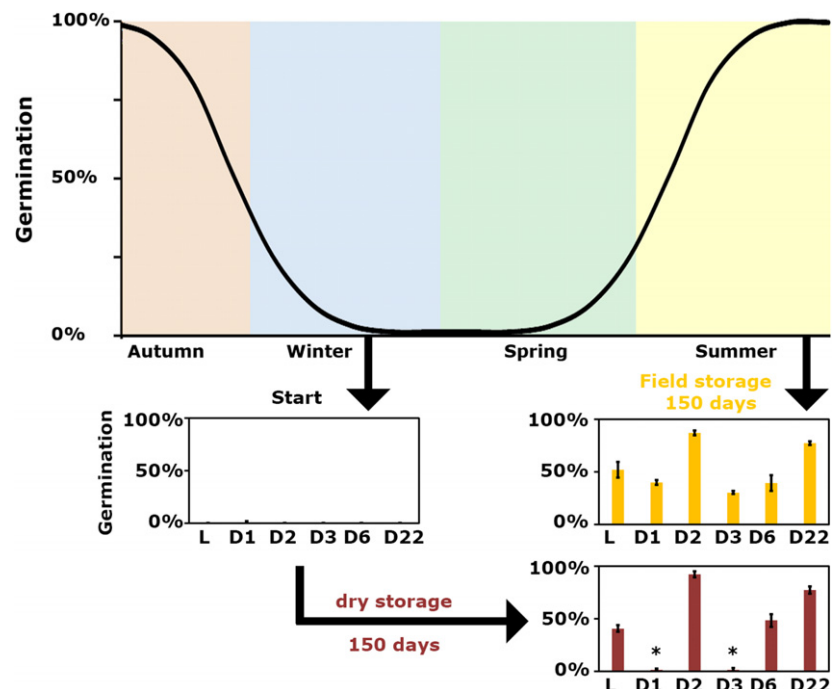 100%
Germination
50%
0%
Autumn Winter Spring Summer
Start
Field storage
150 days
Germination
100%
50%
0%
L D1 D2 D3 D6 D22
100%
50%
0%
L D1 D2 D3 D6 D22
dry storage
150 days
100%
50%
0%
* *
L D1 D2 D3 D6 D22